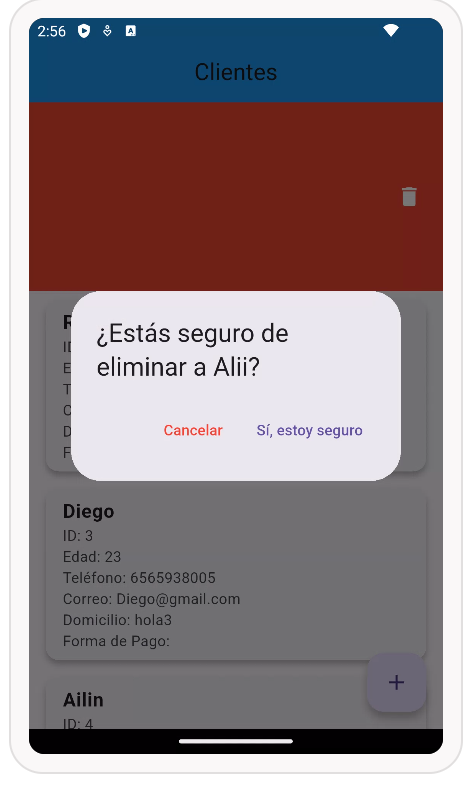 2:56
Clientes
¿Estás seguro de
eliminar a Alii?
Cancelar
Sí, estoy seguro
Diego
ID: 3
Edad: 23
Teléfono: 6565938005
Correo: Diego@gmail.com
Domicilio: hola3
Forma de Pago:
Ailin
ID: 4